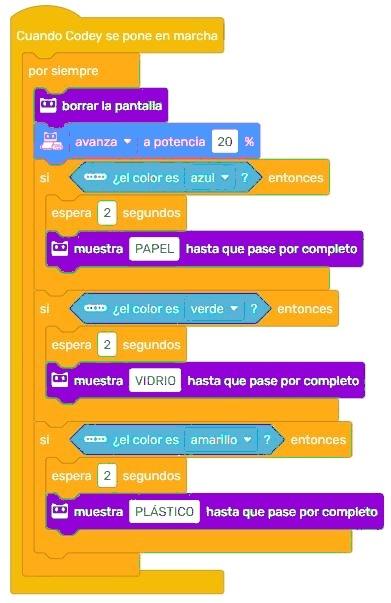 Cuando Codey se pone en marcha
por siempre
borrar la pantalla
avanza a potencia 20 %
si ¿el color es azul ? entonces
espera 2 segundos
muestra PAPEL hasta que pase por completo
si ¿el color es verde ? entonces
espera 2 segundos
muestra VIDRIO hasta que pase por completo
si ¿el color es amarillo ? entonces
espera 2 segundos
muestra PLÁSTICO hasta que pase por completo